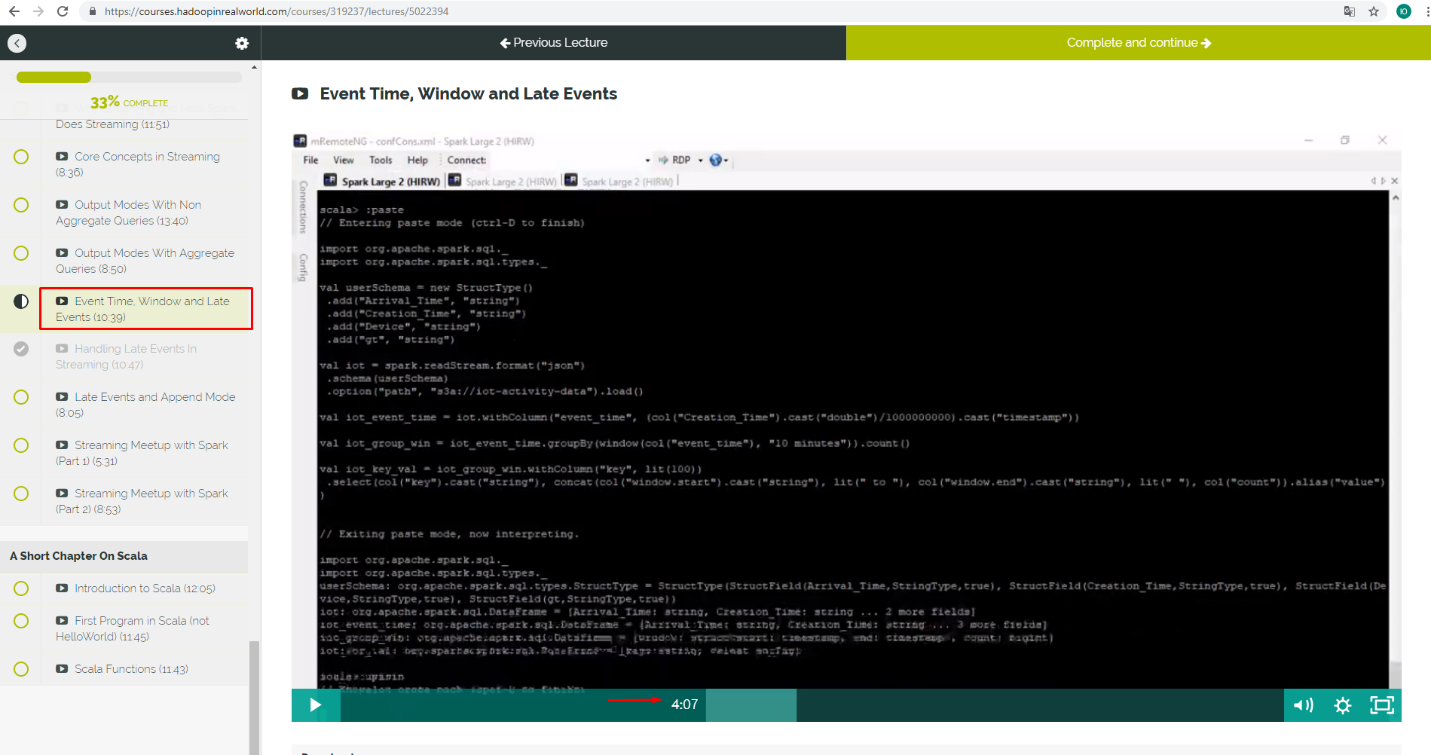 https://courses.hadoopinrealworld.com/courses/319237/lectures/5022394
IO
Previous Lecture
Complete and continue
33% COMPLETE
Does Streaming (11:51)
Core Concepts in Streaming
(8:36)
Output Modes With Non
Aggregate Queries (13:40)
Output Modes With Aggregate
Queries (8:50)
Event Time, Window and Late
Events (10:39)
Handling Late Events In
Streaming (10:47)
Late Events and Append Mode
(8:05)
Streaming Meetup with Spark
(Part 1) (5.31)
Streaming Meetup with Spark
(Part 2) (8:53)
A Short Chapter On Scala
Introduction to Scala (12:05)
First Program in Scala (not
HelloWorld) (11:45)
Scala Functions (11:43)
Event Time, Window and Late Events
mRemoteNG - confCons.xml - Spark Large 2 (HIRW)
File View Tools Help Connect: RDP
Spark Large 2 (HIRW) Spark Large 2 (HIRW) Spark Large 2 (HIRW)
Connections
Config
scala> :paste
// Entering paste mode (ctrl-D to finish)
import org.apache.spark.sql._
import org.apache.spark.sql.types._
val userSchema = new StructType()
.add("Arrival_Time", "string")
.add("Creation_Time", "string")
.add("Device", "string")
.add("gt", "string")
val iot = spark.readStream.format("json")
.schema(userSchema)
.option("path", "s3a://iot-activity-data").load()
val iot_event_time = iot.withColumn("event_time", (col("Creation_Time").cast("double")/1000000000).cast("timestamp"))
val iot_group_win = iot_event_time.groupBy(window(col("event_time"), "10 minutes")).count()
val iot_key_val = iot_group_win.withColumn("key", lit(100))
.select(col("key").cast("string"), concat(col("window.start").cast("string"), lit(" to "), col("window.end").cast("string"), lit(" "), col("count")).alias("value")
)
// Exiting paste mode, now interpreting.
import org.apache.spark.sql._
import org.apache.spark.sql.types._
userSchema: org.apache.spark.sql.types.StructType = StructType(StructField(Arrival_Time,StringType,true), StructField(Creation_Time,StringType,true), StructField(De
vice,StringType,true), StructField(gt,StringType,true))
iot: org.apache.spark.sql.DataFrame = [Arrival_Time: string, Creation_Time: string ... 2 more fields]
iot_event_time: org.apache.spark.sql.DataFrame = [Arrival_Time: string, Creation_Time: string ... 3 more fields]
4:07